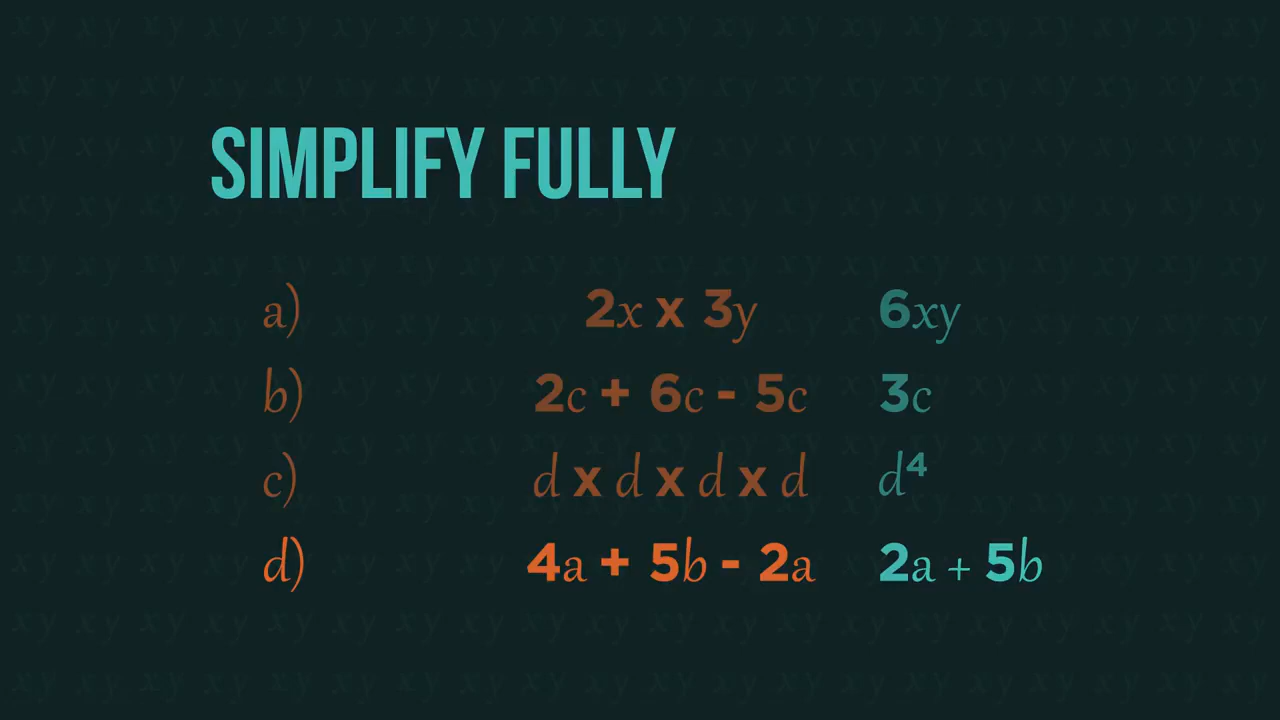 SIMPLIFY FULLY
a) 2x x 3y 6xy
b) 2c + 6c - 5c 3c
c) d x d x d x d d⁴
d) 4a + 5b - 2a 2a + 5b